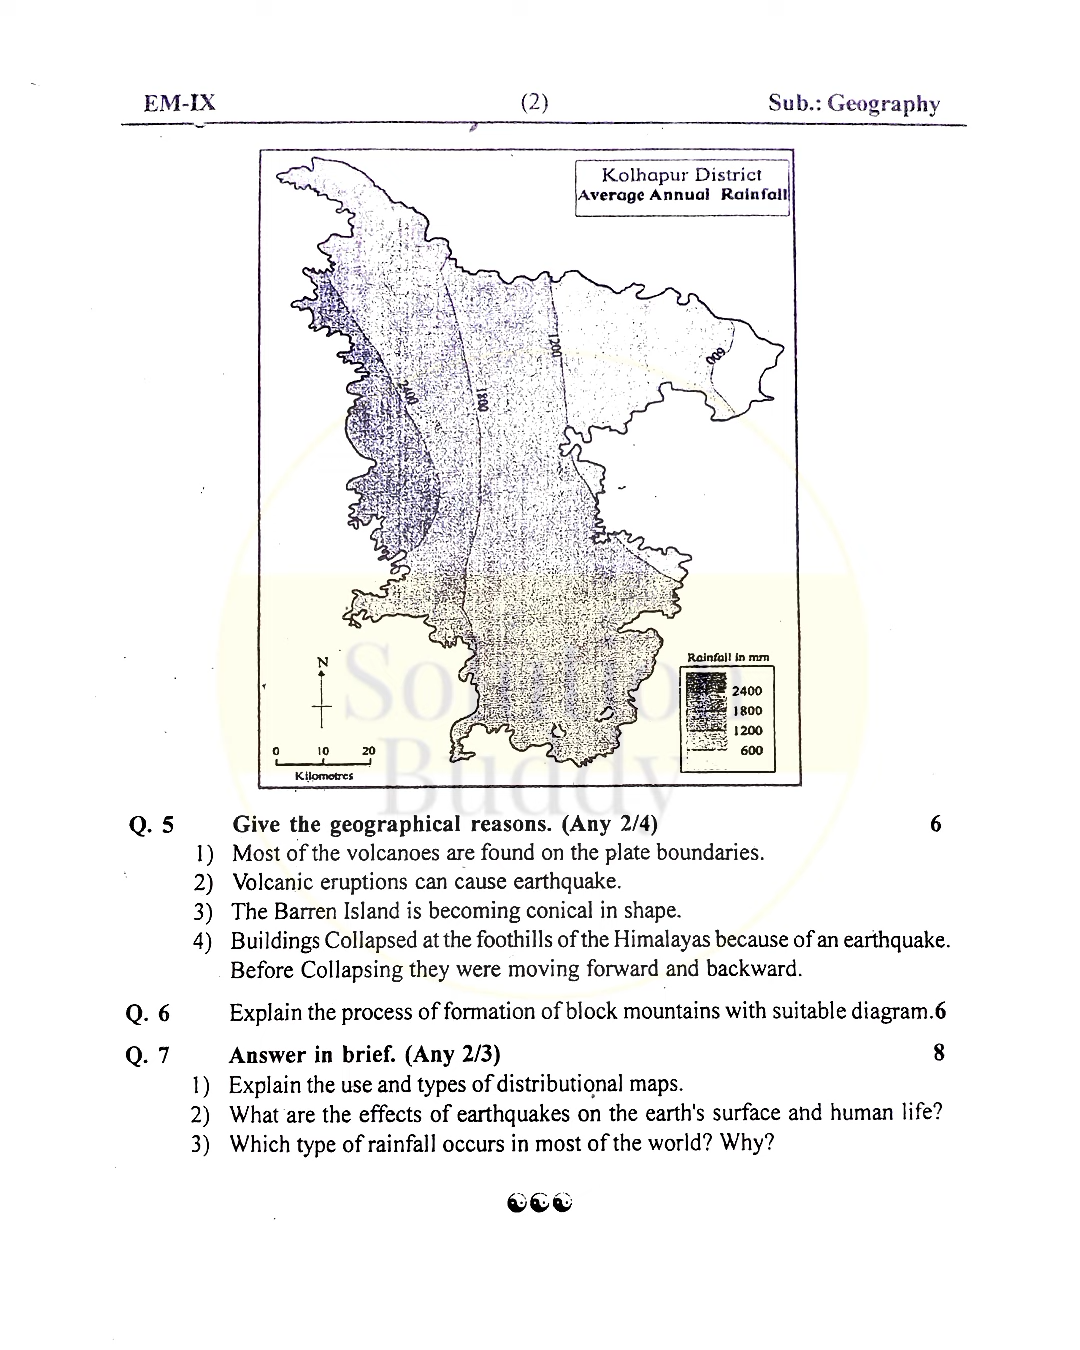 EM-IX (2) Sub.: Geography
Kolhapur District
Average Annual Rainfall
2400
1800
1200
600
Rainfall in mm
2400
1800
1200
600
N
0 10 20
Kilometres
Solution
Buddy
Q. 5 Give the geographical reasons. (Any 2/4) 6
1) Most of the volcanoes are found on the plate boundaries.
2) Volcanic eruptions can cause earthquake.
3) The Barren Island is becoming conical in shape.
4) Buildings Collapsed at the foothills of the Himalayas because of an earthquake.
Before Collapsing they were moving forward and backward.
Q. 6 Explain the process of formation of block mountains with suitable diagram.6
Q. 7 Answer in brief. (Any 2/3) 8
1) Explain the use and types of distributional maps.
2) What are the effects of earthquakes on the earth's surface and human life?
3) Which type of rainfall occurs in most of the world? Why?